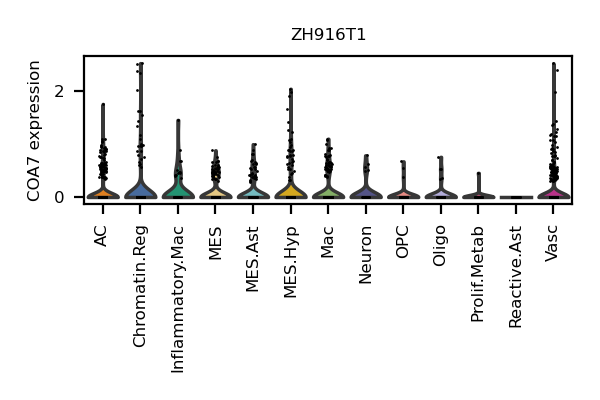 ZH916T1
COA7 expression
2
0
AC
Chromatin.Reg
Inflammatory.Mac
MES
MES.Ast
MES.Hyp
Mac
Neuron
OPC
Oligo
Prolif.Metab
Reactive.Ast
Vasc